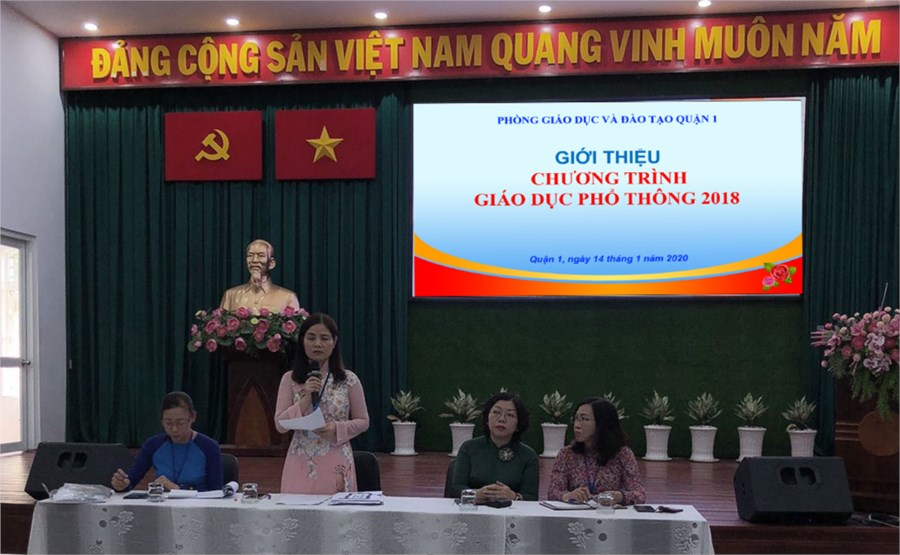 ĐẢNG CỘNG SẢN VIỆT NAM QUANG VINH MUÔN NĂM
PHÒNG GIÁO DỤC VÀ ĐÀO TẠO QUẬN 1
GIỚI THIỆU
CHƯƠNG TRÌNH
GIÁO DỤC PHỔ THÔNG 2018
Quận 1, ngày 14 tháng 1 năm 2020